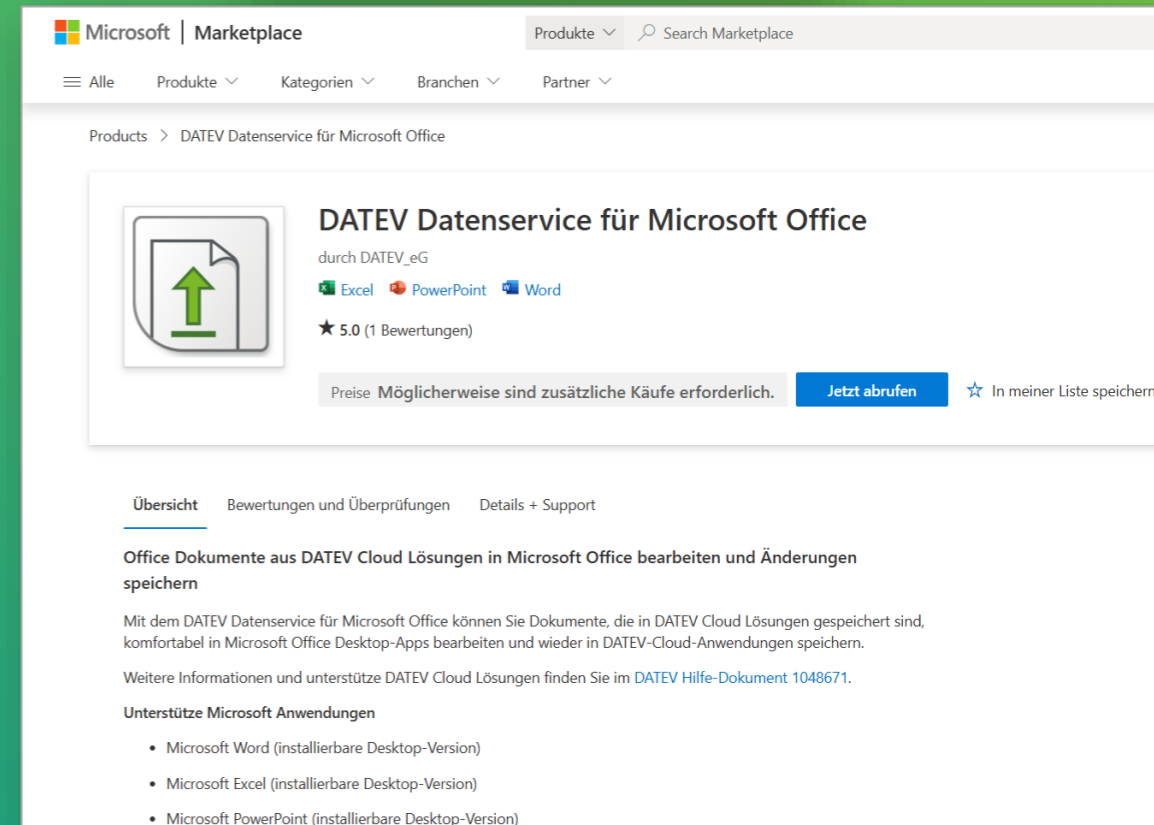 Microsoft | Marketplace
Produkte
Search Marketplace
Alle
Produkte
Kategorien
Branchen
Partner
Products > DATEV Datenservice für Microsoft Office
DATEV Datenservice für Microsoft Office
durch DATEV_eG
Excel PowerPoint Word
5.0 (1 Bewertungen)
Preise Möglicherweise sind zusätzliche Käufe erforderlich.
Jetzt abrufen
In meiner Liste speichern
Übersicht
Bewertungen und Überprüfungen
Details + Support
Office Dokumente aus DATEV Cloud Lösungen in Microsoft Office bearbeiten und Änderungen
speichern
Mit dem DATEV Datenservice für Microsoft Office können Sie Dokumente, die in DATEV Cloud Lösungen gespeichert sind,
komfortabel in Microsoft Office Desktop-Apps bearbeiten und wieder in DATEV-Cloud-Anwendungen speichern.
Weitere Informationen und unterstütze DATEV Cloud Lösungen finden Sie im DATEV Hilfe-Dokument 1048671.
Unterstütze Microsoft Anwendungen
• Microsoft Word (installierbare Desktop-Version)
• Microsoft Excel (installierbare Desktop-Version)
• Microsoft PowerPoint (installierbare Desktop-Version)